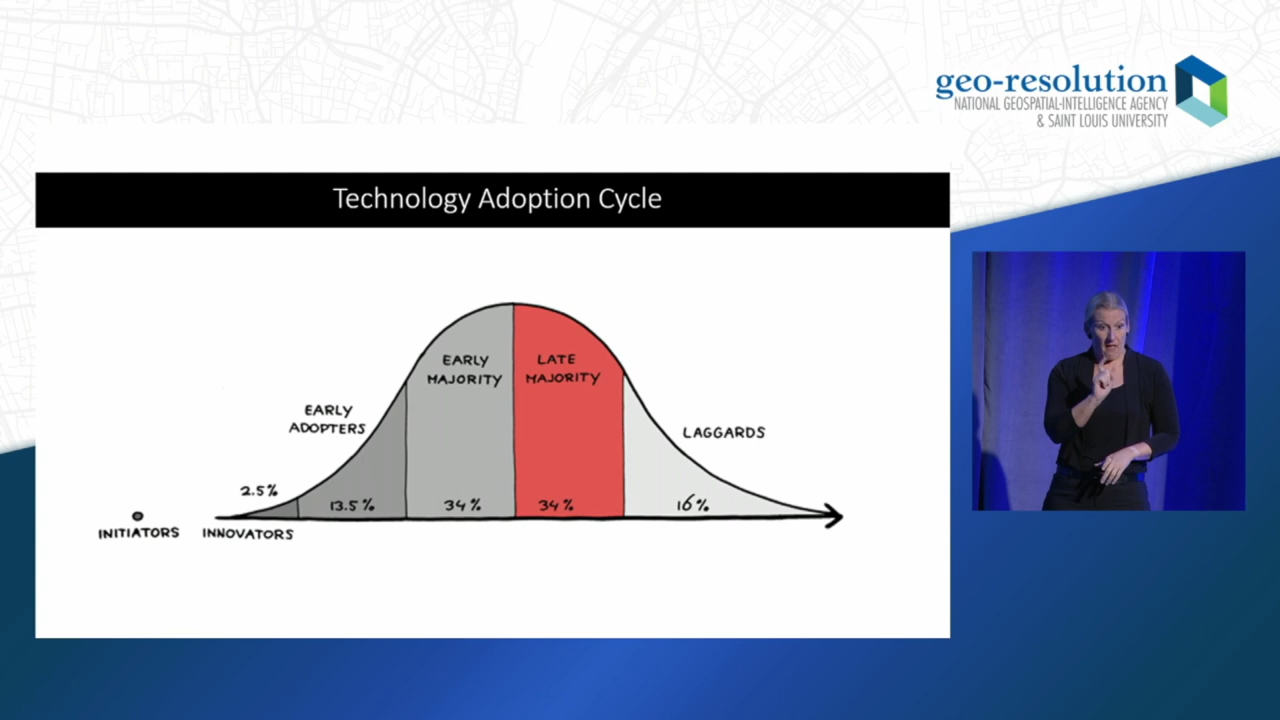 geo-resolution
NATIONAL GEOSPATIAL-INTELLIGENCE AGENCY
& SAINT LOUIS UNIVERSITY
Technology Adoption Cycle
EARLY
MAJORITY
LATE
MAJORITY
EARLY
ADOPTERS
LAGGARDS
2.5%
13.5%
34%
34%
16%
INITIATORS
INNOVATORS